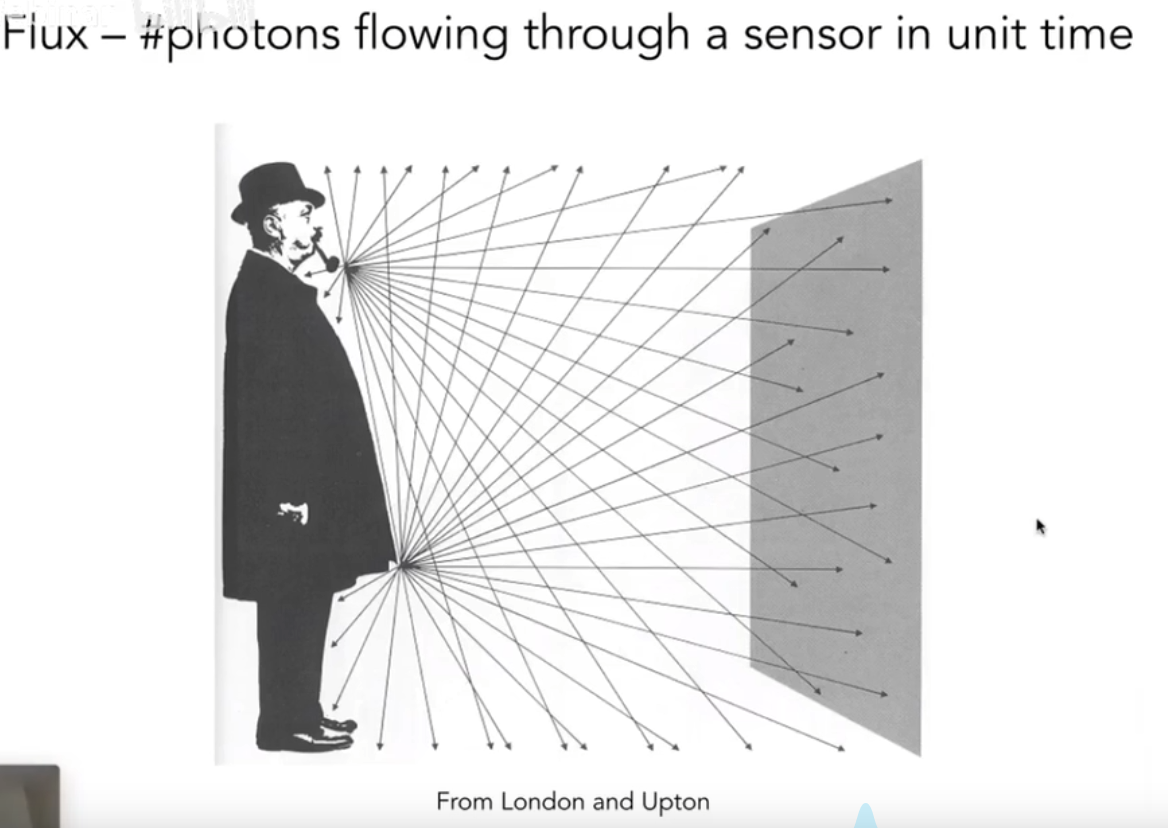 Flux – #photons flowing through a sensor in unit time
From London and Upton